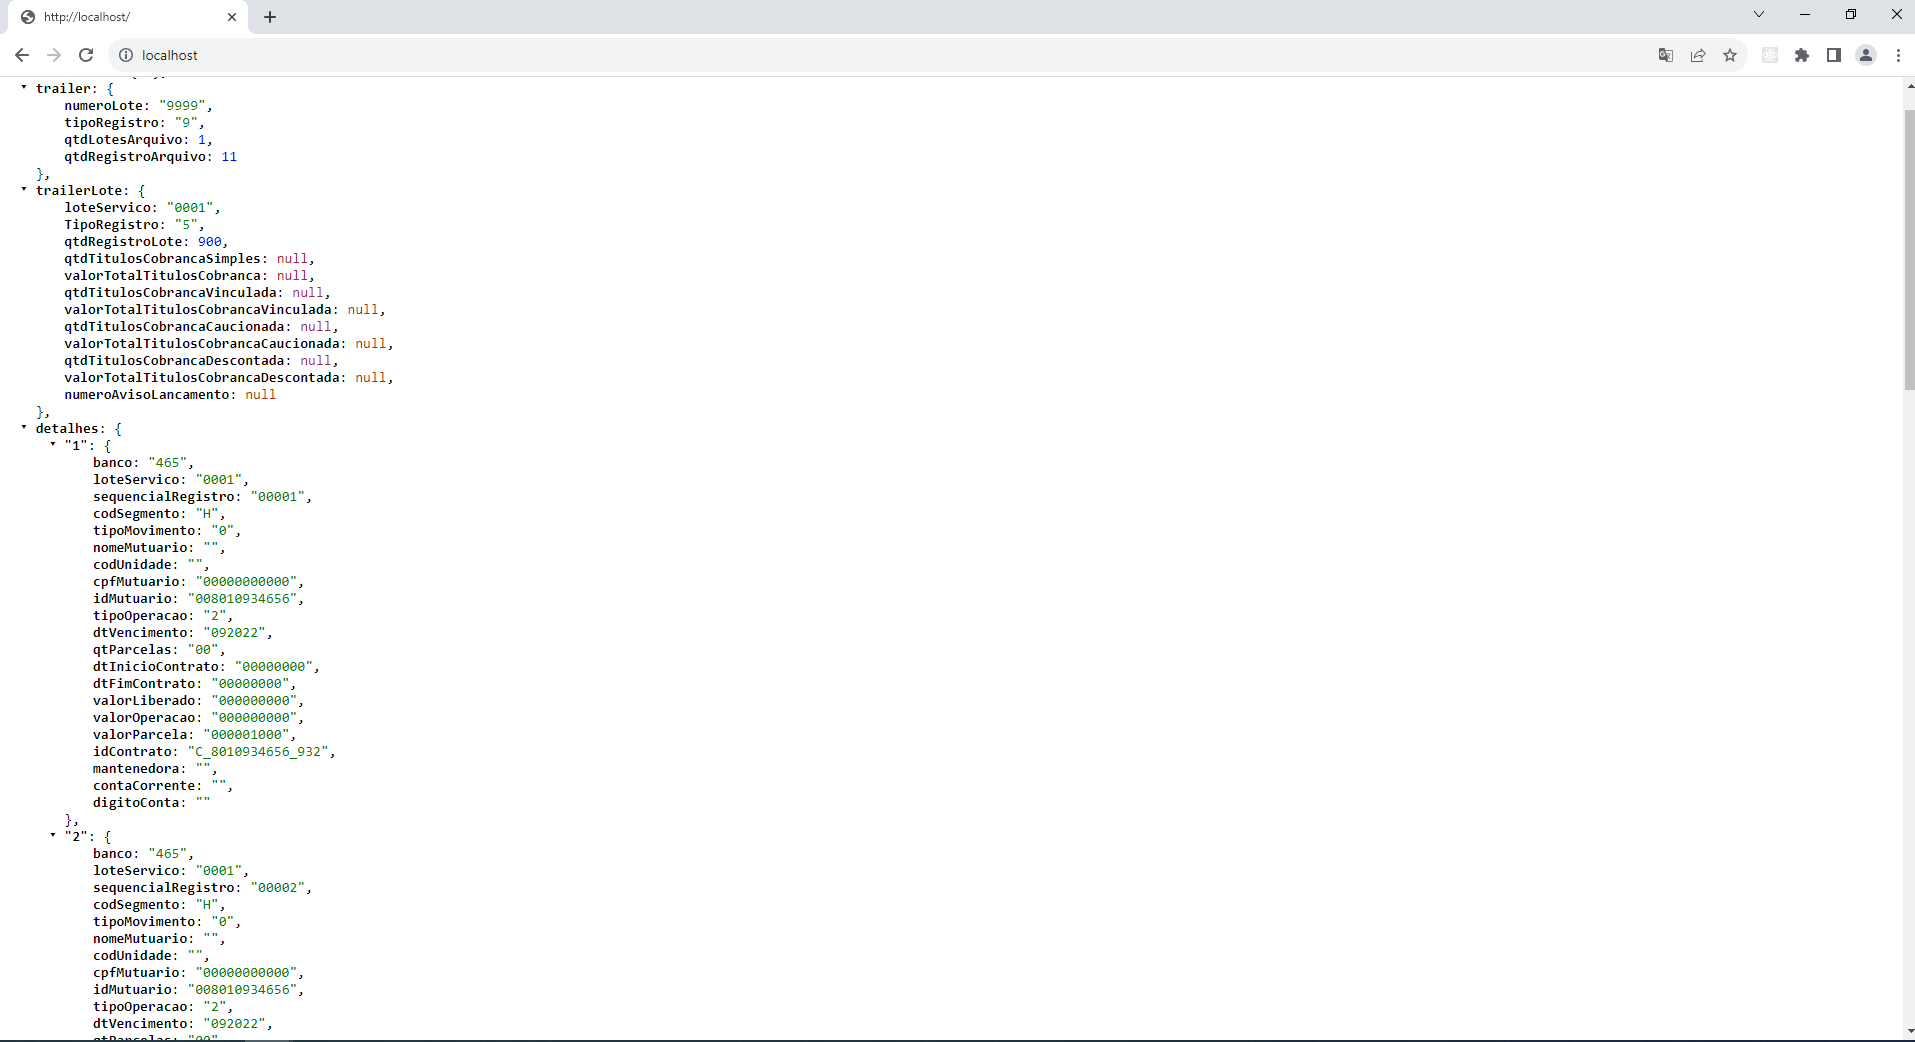 http://localhost/
localhost
trailer: {
numeroLote: "9999",
tipoRegistro: "9",
qtdLotesArquivo: 1,
qtdRegistroArquivo: 11
},
trailerLote: {
loteServico: "0001",
TipoRegistro: "5",
qtdRegistroLote: 900,
qtdTitulosCobrancaSimples: null,
valorTotalTitulosCobranca: null,
qtdTitulosCobrancaVinculada: null,
valorTotalTitulosCobrancaVinculada: null,
qtdTitulosCobrancaCaucionada: null,
valorTotalTitulosCobrancaCaucionada: null,
qtdTitulosCobrancaDescontada: null,
valorTotalTitulosCobrancaDescontada: null,
numeroAvisoLancamento: null
},
detalhes: {
"1": {
banco: "465",
loteServico: "0001",
sequencialRegistro: "00001",
codSegmento: "H",
tipoMovimento: "0",
nomeMutuario: "",
codUnidade: "",
cpfMutuario: "00000000000",
idMutuario: "008010934656",
tipoOperacao: "2",
dtVencimento: "092022",
qtParcelas: "00",
dtInicioContrato: "00000000",
dtFimContrato: "00000000",
valorLiberado: "000000000",
valorOperacao: "000000000",
valorParcela: "000001000",
idContrato: "C_8010934656_932",
mantenedora: "",
contaCorrente: "",
digitoConta: ""
},
"2": {
banco: "465",
loteServico: "0001",
sequencialRegistro: "00002",
codSegmento: "H",
tipoMovimento: "0",
nomeMutuario: "",
codUnidade: "",
cpfMutuario: "00000000000",
idMutuario: "008010934656",
tipoOperacao: "2",
dtVencimento: "092022",
qtParcelas: "00"